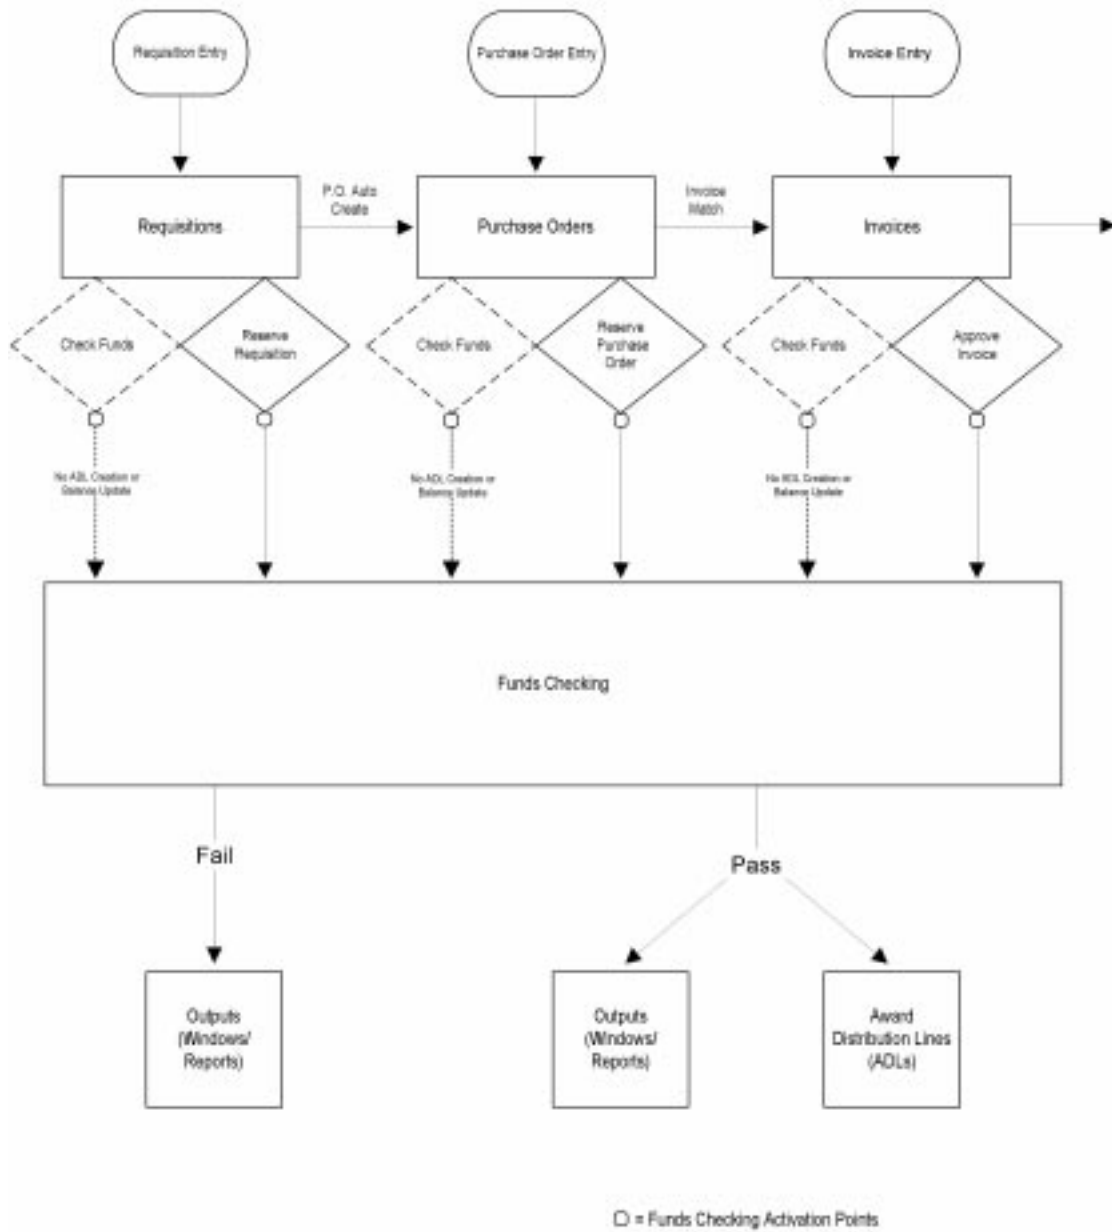 Requisition Entry
Purchase Order Entry
Invoice Entry
Requisitions
P.O. Auto
Create
Purchase Orders
Invoice
Match
Invoices
Check Funds
Reserve
Requisition
Check Funds
Reserve
Purchase
Order
Check Funds
Approve
Invoice
No ADL Creation or
Balance Update
No ADL Creation or
Balance Update
No ADL Creation or
Balance Update
Funds Checking
Fail
Pass
Outputs
(Windows/
Reports)
Outputs
(Windows/
Reports)
Award
Distribution Lines
(ADLs)
= Funds Checking Activation Points